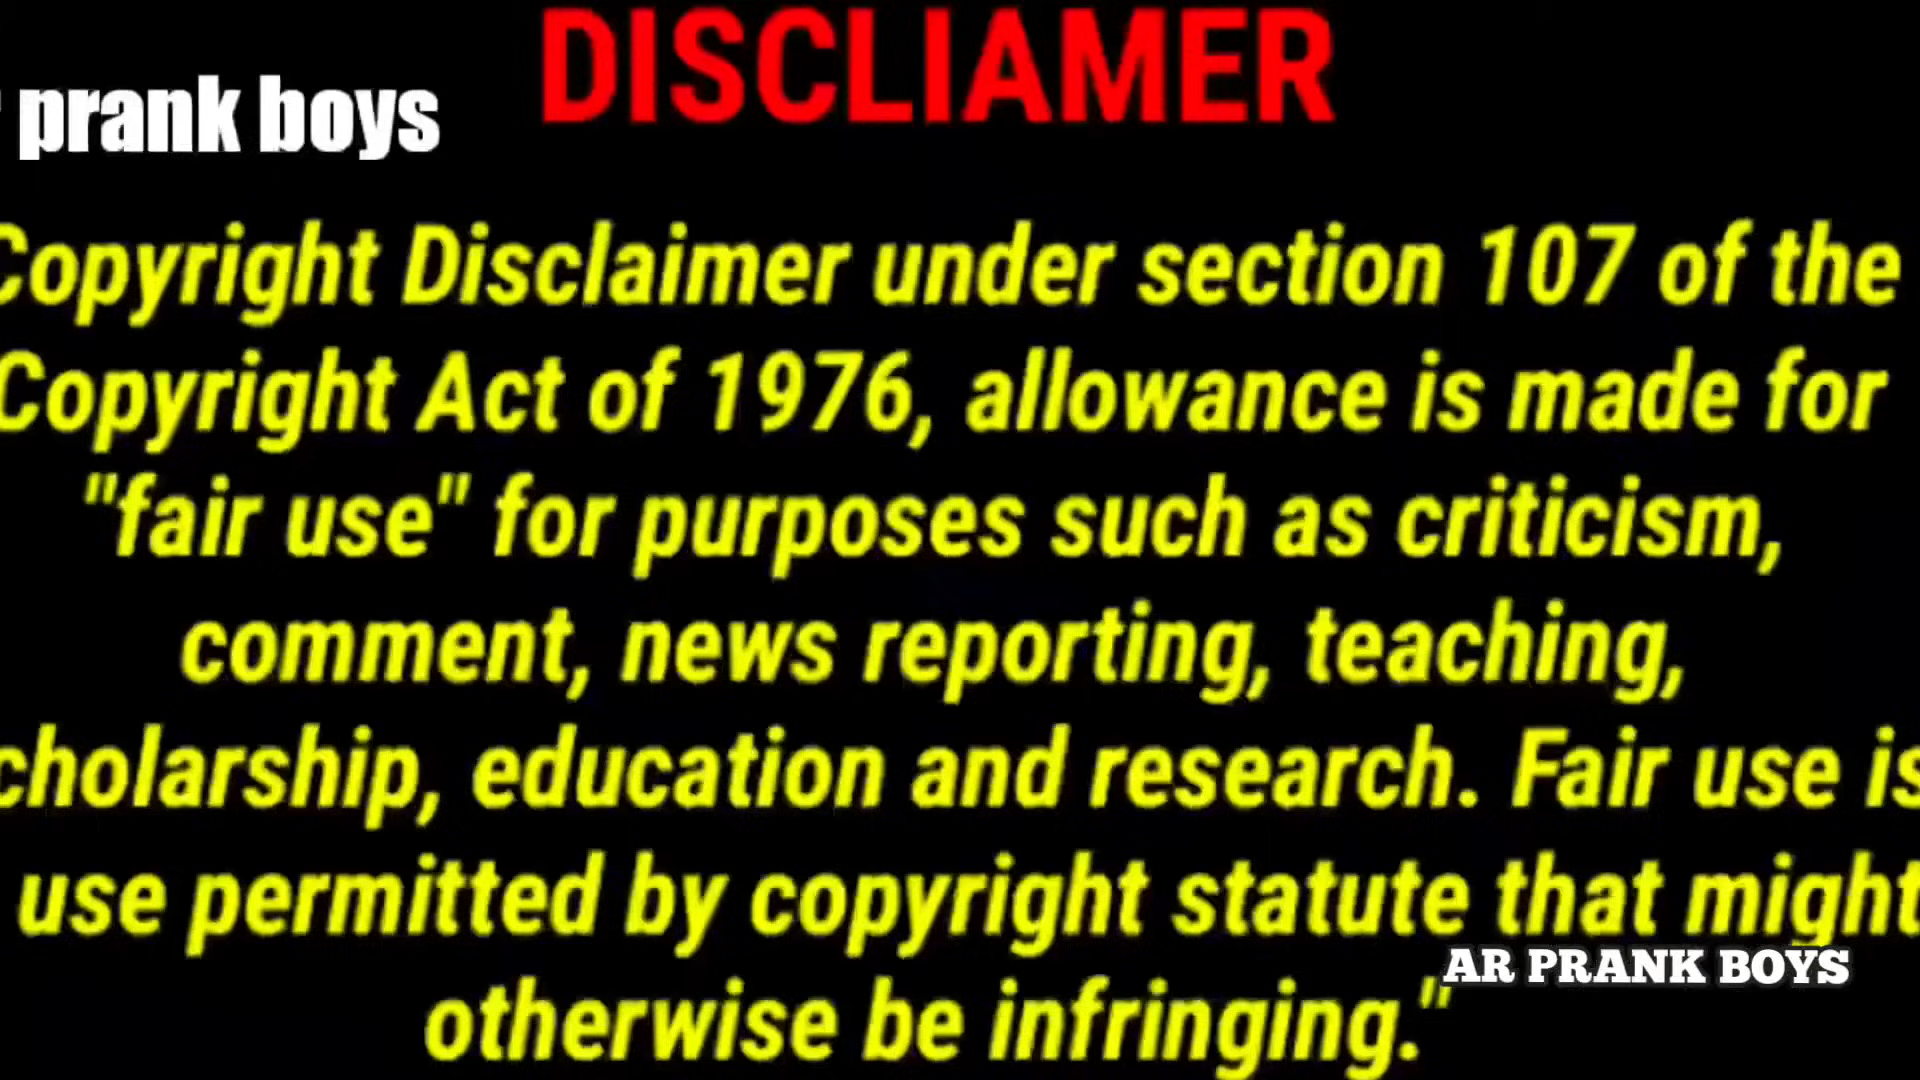 DISCLIAMER
prank boys
Copyright Disclaimer under section 107 of the
Copyright Act of 1976, allowance is made for
"fair use" for purposes such as criticism,
comment, news reporting, teaching,
cholarship, education and research. Fair use is
use permitted by copyright statute that might
otherwise be infringing."
AR PRANK BOYS